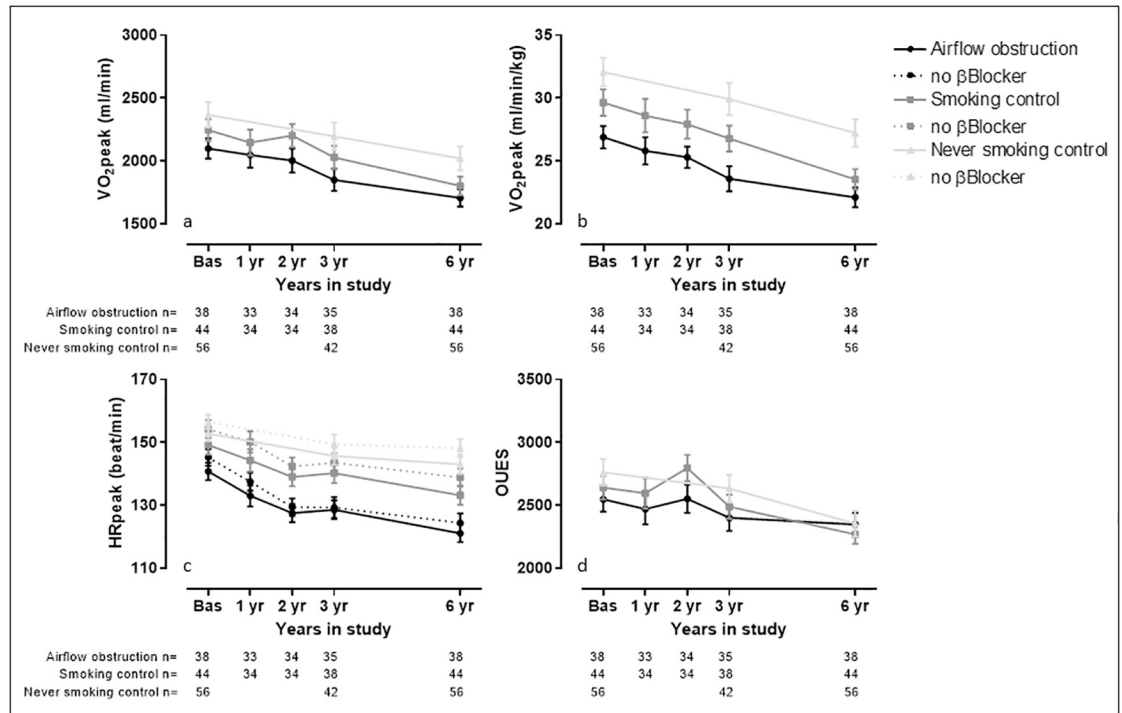 VO2peak (ml/min)
3000
2500
2000
1500
a
Bas 1 yr 2 yr 3 yr 6 yr
Years in study
Airflow obstruction n= 38 33 34 35 38
Smoking control n= 44 34 34 38 44
Never smoking control n= 56 42 56
VO2peak (ml/min/kg)
35
30
25
20
b
Bas 1 yr 2 yr 3 yr 6 yr
Years in study
38 33 34 35 38
44 34 34 38 44
56 42 56
Airflow obstruction
no βBlocker
Smoking control
no βBlocker
Never smoking control
no βBlocker
HRpeak (beat/min)
170
150
130
110
c
Bas 1 yr 2 yr 3 yr 6 yr
Years in study
Airflow obstruction n= 38 33 34 35 38
Smoking control n= 44 34 34 38 44
Never smoking control n= 56 42 56
OUES
3500
3000
2500
2000
d
Bas 1 yr 2 yr 3 yr 6 yr
Years in study
38 33 34 35 38
44 34 34 38 44
56 42 56